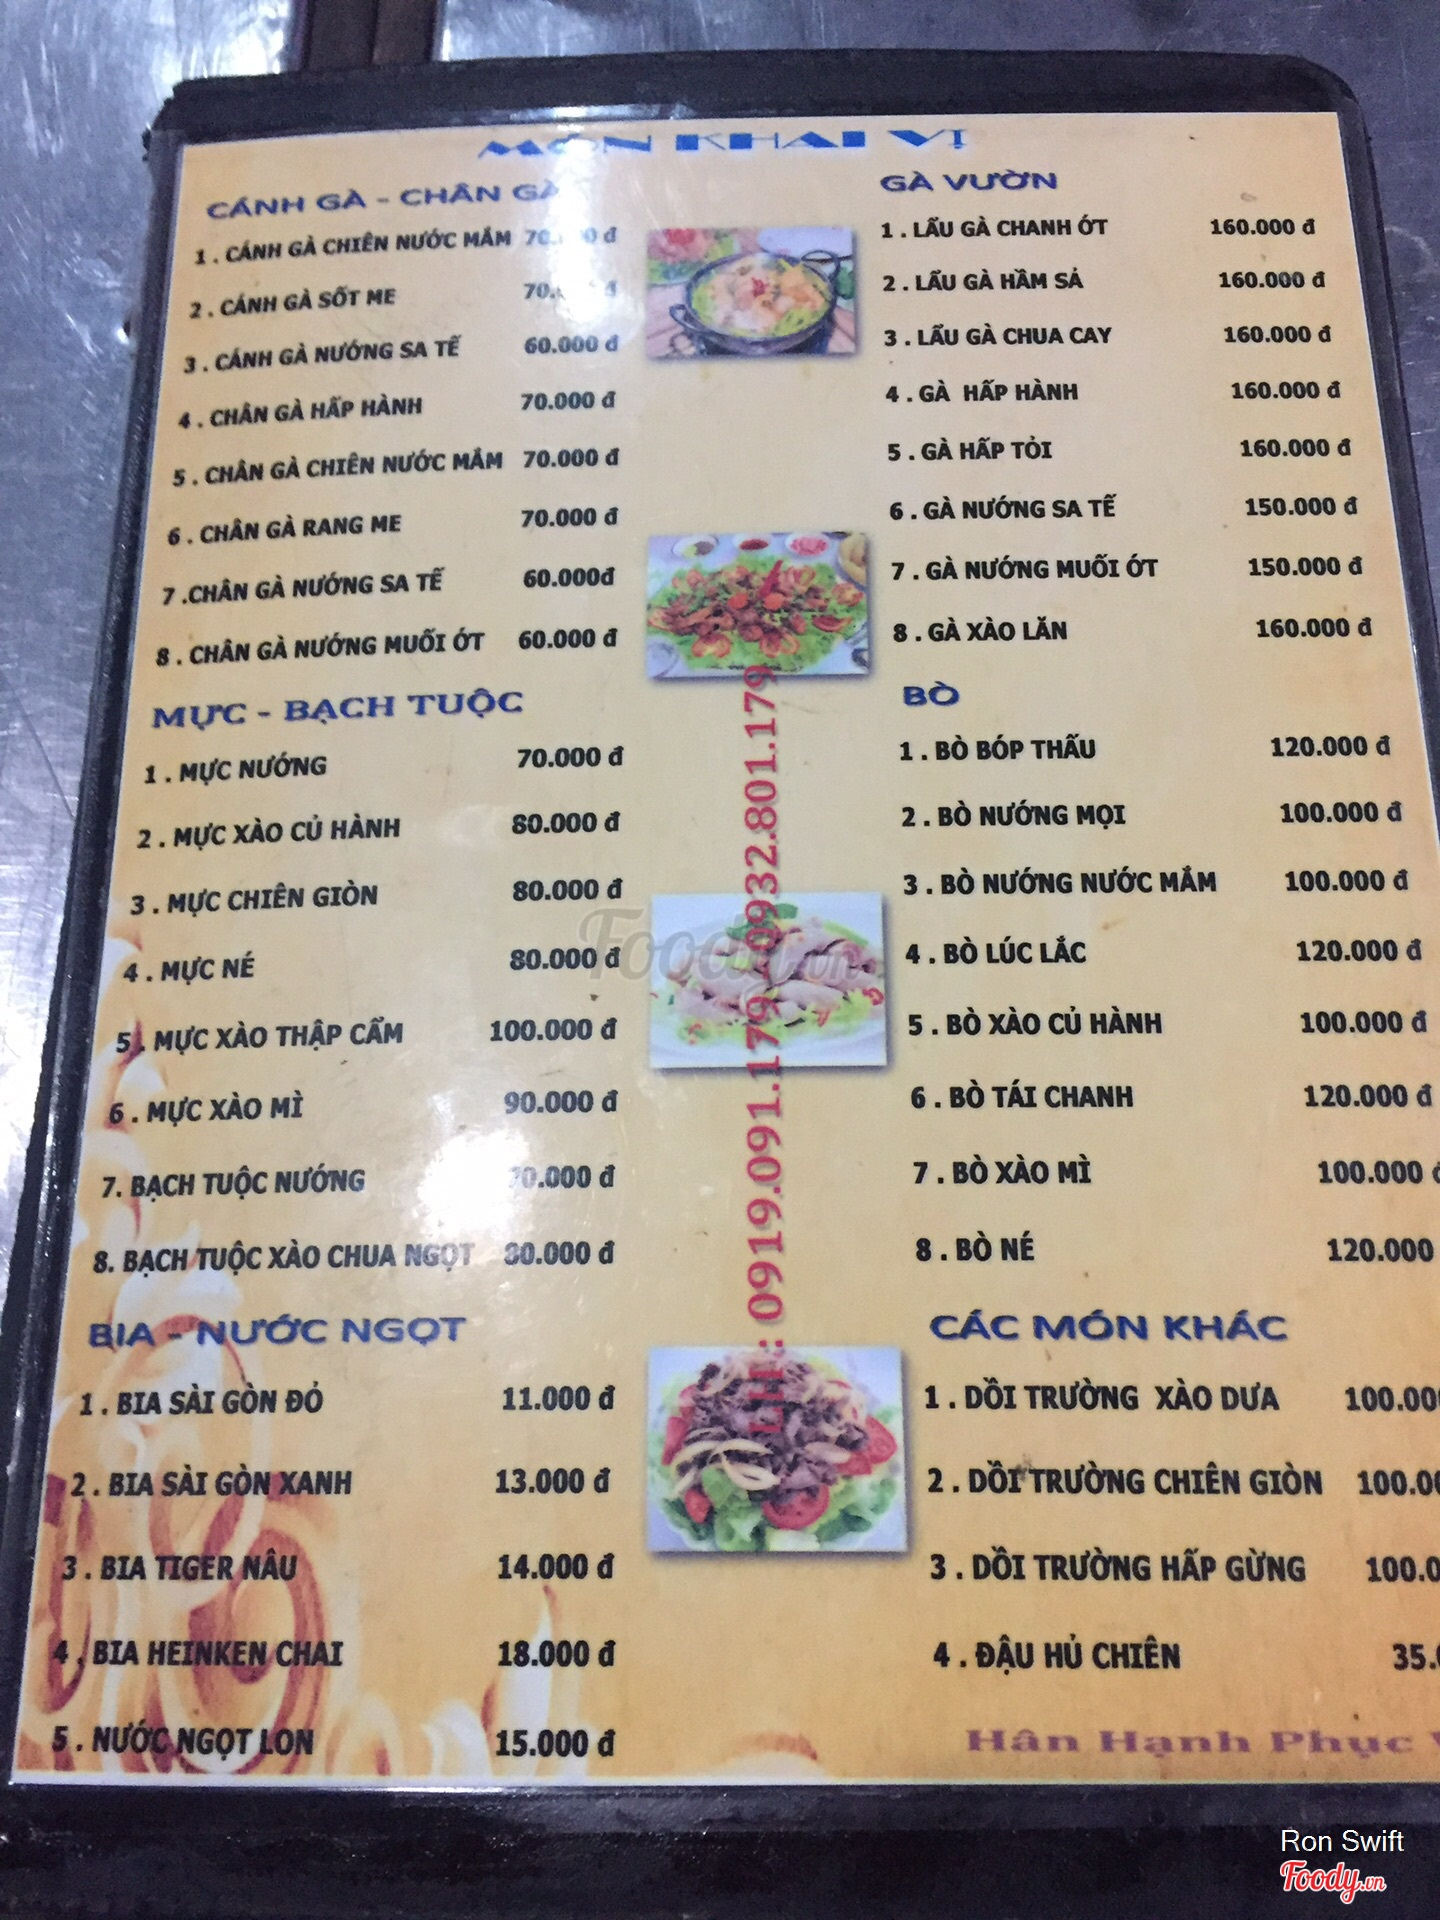 MÓN KHAI VỊ
CÁNH GÀ - CHÂN GÀ
1 . CÁNH GÀ CHIÊN NƯỚC MẮM
2 . CÁNH GÀ SỐT ME
3 . CÁNH GÀ NƯỚNG SA TẾ 60.000 đ
4 . CHÂN GÀ HẤP HÀNH 70.000 đ
5 . CHÂN GÀ CHIÊN NƯỚC MẮM 70.000 đ
6 . CHÂN GÀ RANG ME 70.000 đ
7 .CHÂN GÀ NƯỚNG SA TẾ 60.000đ
8 . CHÂN GÀ NƯỚNG MUỐI ỚT 60.000 đ
MỰC - BẠCH TUỘC
1 . MỰC NƯỚNG 70.000 đ
2 . MỰC XÀO CỦ HÀNH 80.000 đ
3 . MỰC CHIÊN GIÒN 80.000 đ
4 . MỰC NÉ 80.000 đ
5 . MỰC XÀO THẬP CẨM 100.000 đ
6 . MỰC XÀO MÌ 90.000 đ
7. BẠCH TUỘC NƯỚNG
8. BẠCH TUỘC XÀO CHUA NGỌT 80.000 đ
BIA - NƯỚC NGỌT
1 . BIA SÀI GÒN ĐỎ 11.000 đ
2 . BIA SÀI GÒN XANH 13.000 đ
3 . BIA TIGER NÂU 14.000 đ
4 . BIA HEINKEN CHAI 18.000 đ
5 . NƯỚC NGỌT LON 15.000 đ
LH : 0919.091.179 - 0932.801.179
GÀ VƯỜN
1 . LẨU GÀ CHANH ỚT 160.000 đ
2 . LẨU GÀ HẦM SẢ 160.000 đ
3 . LẨU GÀ CHUA CAY 160.000 đ
4 . GÀ HẤP HÀNH 160.000 đ
5 . GÀ HẤP TỎI 160.000 đ
6 . GÀ NƯỚNG SA TẾ 150.000 đ
7 . GÀ NƯỚNG MUỐI ỚT 150.000 đ
8 . GÀ XÀO LĂN 160.000 đ
BÒ
1 . BÒ BÓP THẤU 120.000 đ
2 . BÒ NƯỚNG MỌI 100.000 đ
3 . BÒ NƯỚNG NƯỚC MẮM 100.000 đ
4 . BÒ LÚC LẮC 120.000 đ
5 . BÒ XÀO CỦ HÀNH 100.000 đ
6 . BÒ TÁI CHANH 120.000 đ
7 . BÒ XÀO MÌ 100.000 đ
8 . BÒ NÉ 120.000
CÁC MÓN KHÁC
1 . DỒI TRƯỜNG XÀO DƯA 100.00
2 . DỒI TRƯỜNG CHIÊN GIÒN 100.00
3 . DỒI TRƯỜNG HẤP GỪNG 100.0
4 . ĐẬU HỦ CHIÊN 35.
Hân Hạnh Phục
Foody.vn
Ron Swift
Foody.vn